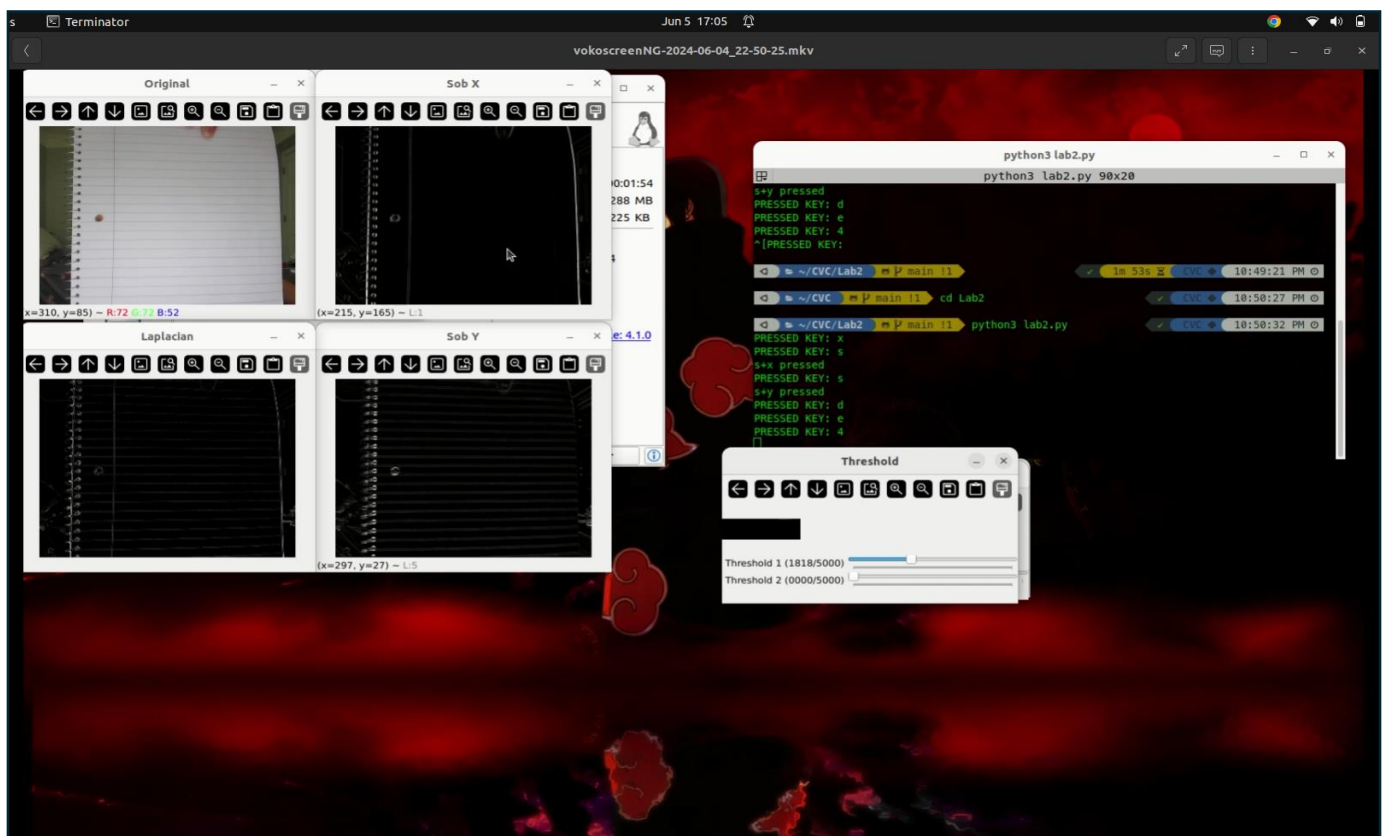 s Terminator Jun 5 17:05
vokoscreenNG-2024-06-04_22-50-25.mkv
Original
x=310, y=85) ~ R:72 G:72 B:52
Sob X
(x=215, y=165) ~ L:1
Laplacian
Sob Y
(x=297, y=27) ~ L:5
0:01:54
288 MB
225 KB
e: 4.1.0
python3 lab2.py
python3 lab2.py 90x20
s+y pressed
PRESSED KEY: d
PRESSED KEY: e
PRESSED KEY: 4
^[PRESSED KEY:
~/CVC/Lab2 main !1 1m 53s CVC 10:49:21 PM
~/CVC main !1 cd Lab2 CVC 10:50:27 PM
~/CVC/Lab2 main !1 python3 lab2.py CVC 10:50:32 PM
PRESSED KEY: x
PRESSED KEY: s
s+x pressed
PRESSED KEY: s
s+y pressed
PRESSED KEY: d
PRESSED KEY: e
PRESSED KEY: 4
Threshold
Threshold 1 (1818/5000)
Threshold 2 (0000/5000)